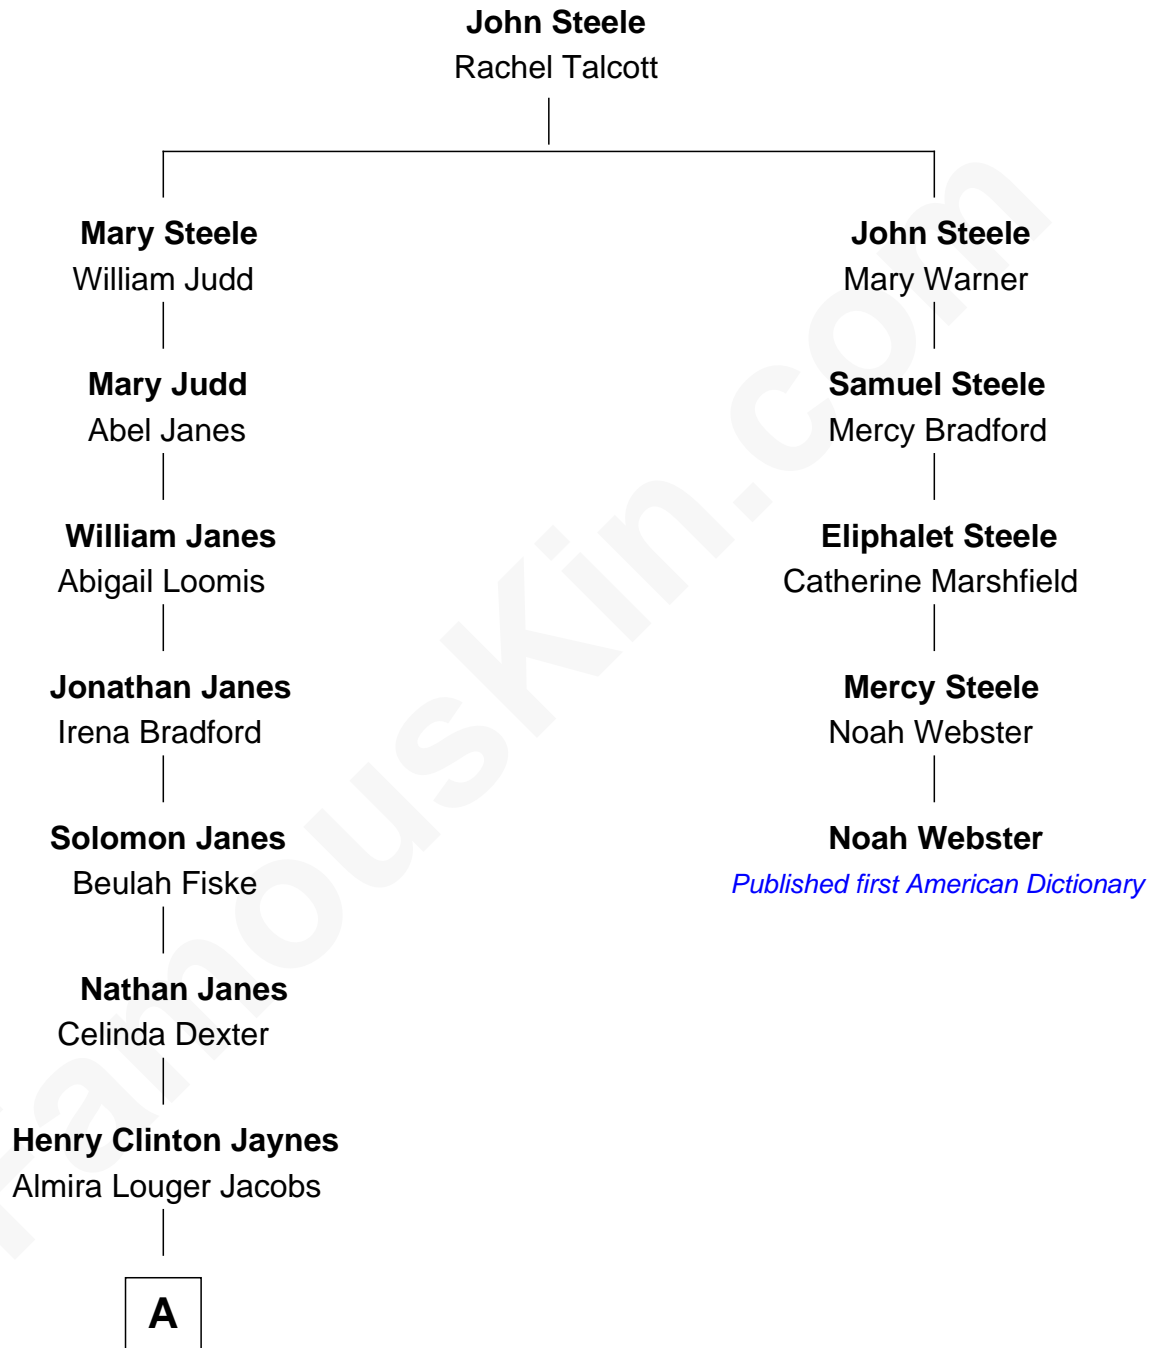 John Steele
Rachel Talcott
Mary Steele
William Judd
John Steele
Mary Warner
Mary Judd
Abel Janes
Samuel Steele
Mercy Bradford
William Janes
Abigail Loomis
Eliphalet Steele
Catherine Marshfield
Jonathan Janes
Irena Bradford
Mercy Steele
Noah Webster
Solomon Janes
Beulah Fiske
Noah Webster
Published first American Dictionary
Nathan Janes
Celinda Dexter
Henry Clinton Jaynes
Almira Louger Jacobs
A
FamousKin.com